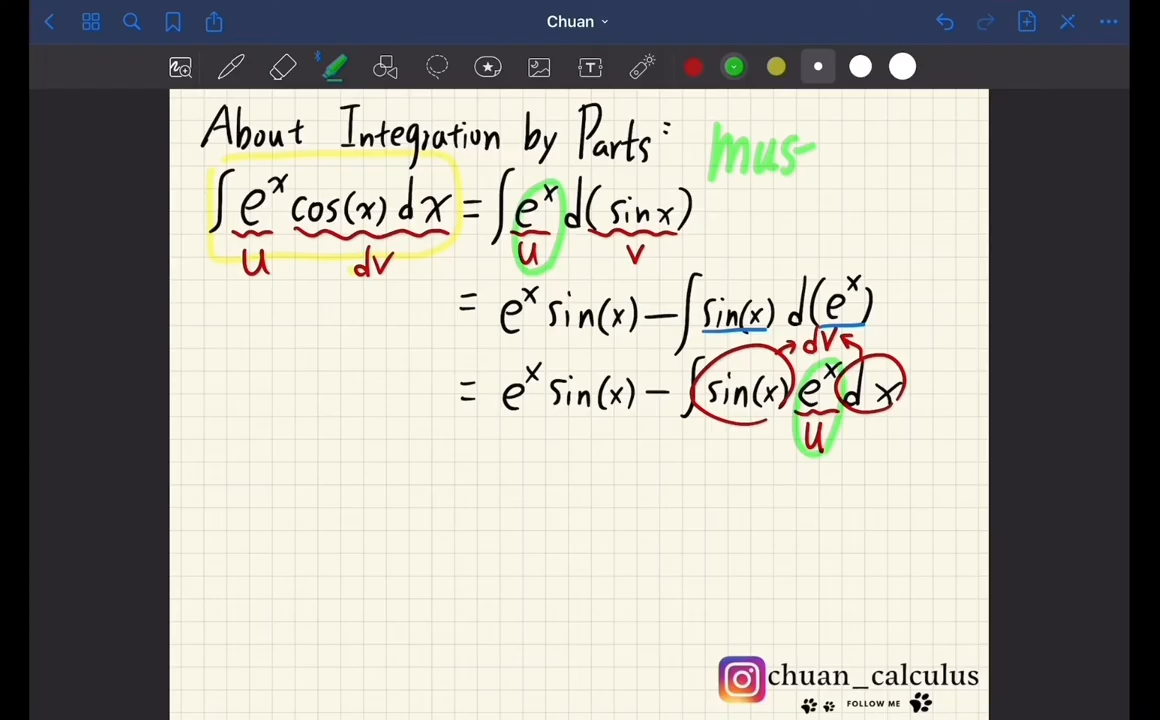 Chuan
T
About Integration by Parts:
mus
∫ e^x cos(x) dx = ∫ e^x d(sin x)
u dv u v
= e^x sin(x) − ∫ sin(x) d(e^x)
dv
= e^x sin(x) − ∫ sin(x) e^x dx
u
chuan_calculus
FOLLOW ME